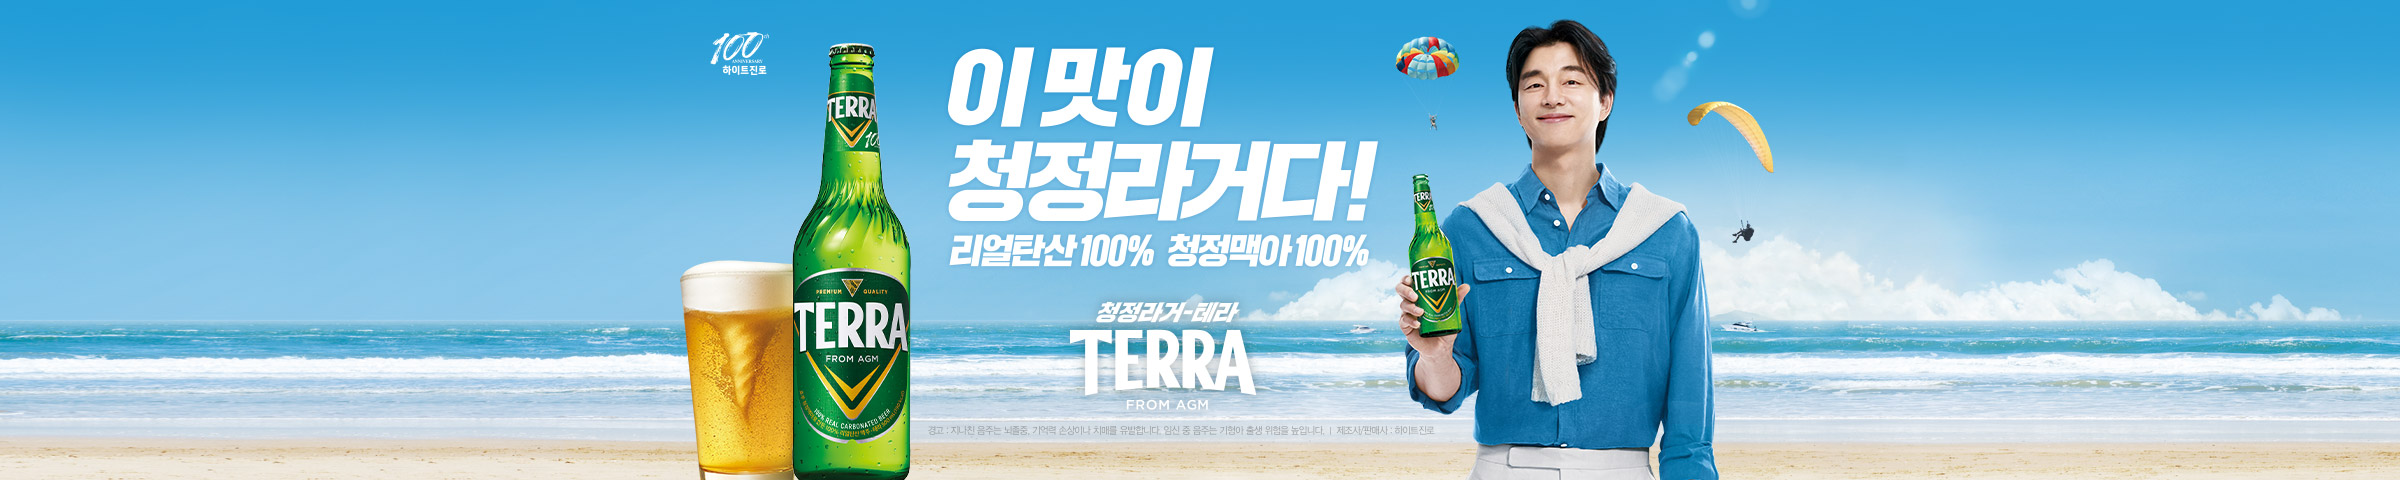 100th
ANNIVERSARY
하이트진로
TERRA
PREMIUM QUALITY
TERRA
FROM AGM
100% REAL CARBONATED BEER
이 맛이
청정라거다!
리얼탄산 100% 청정맥아 100%
청정라거-테라
TERRA
FROM AGM
경고 : 지나친 음주는 뇌졸중, 기억력 손상이나 치매를 유발합니다. 임신 중 음주는 기형아 출생 위험을 높입니다. | 제조사/판매사 : 하이트진로
TERRA
TERRA
FROM AGM